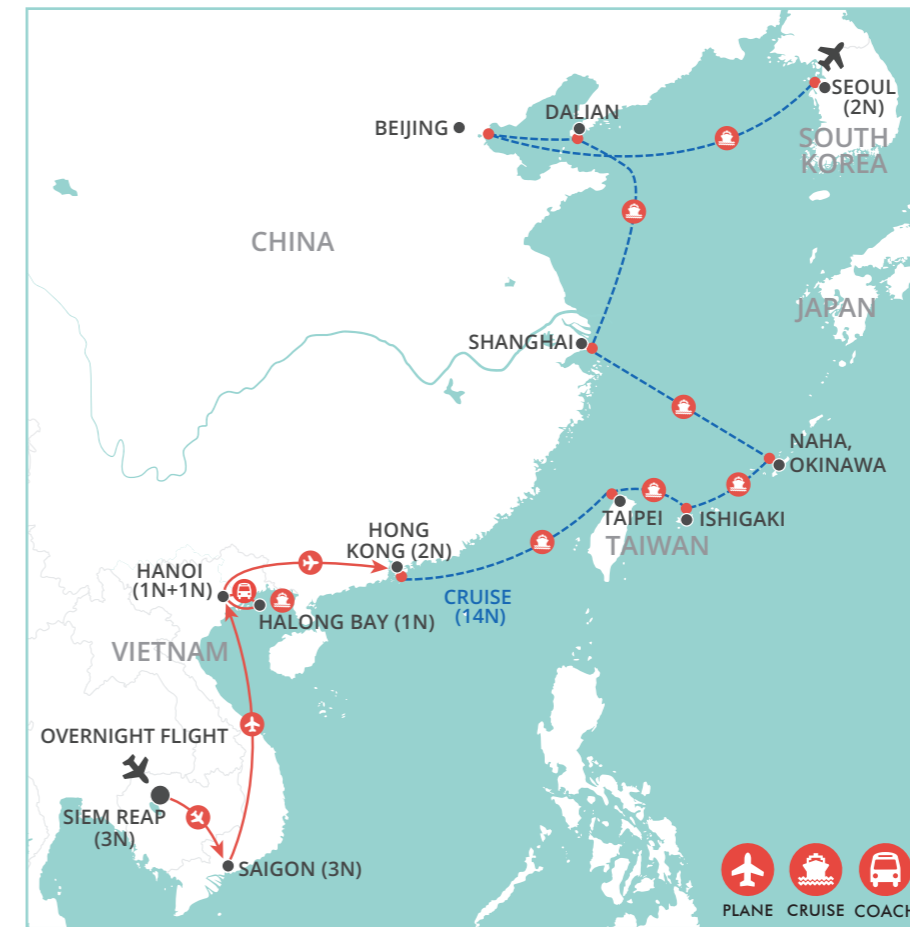 SEOUL
(2N)
DALIAN
BEIJING
SOUTH
KOREA
CHINA
JAPAN
SHANGHAI
NAHA,
OKINAWA
TAIPEI
ISHIGAKI
TAIWAN
HONG
KONG (2N)
HANOI
(1N+1N)
CRUISE
(14N)
HALONG BAY (1N)
VIETNAM
OVERNIGHT FLIGHT
SIEM REAP
(3N)
SAIGON (3N)
PLANE CRUISE COACH